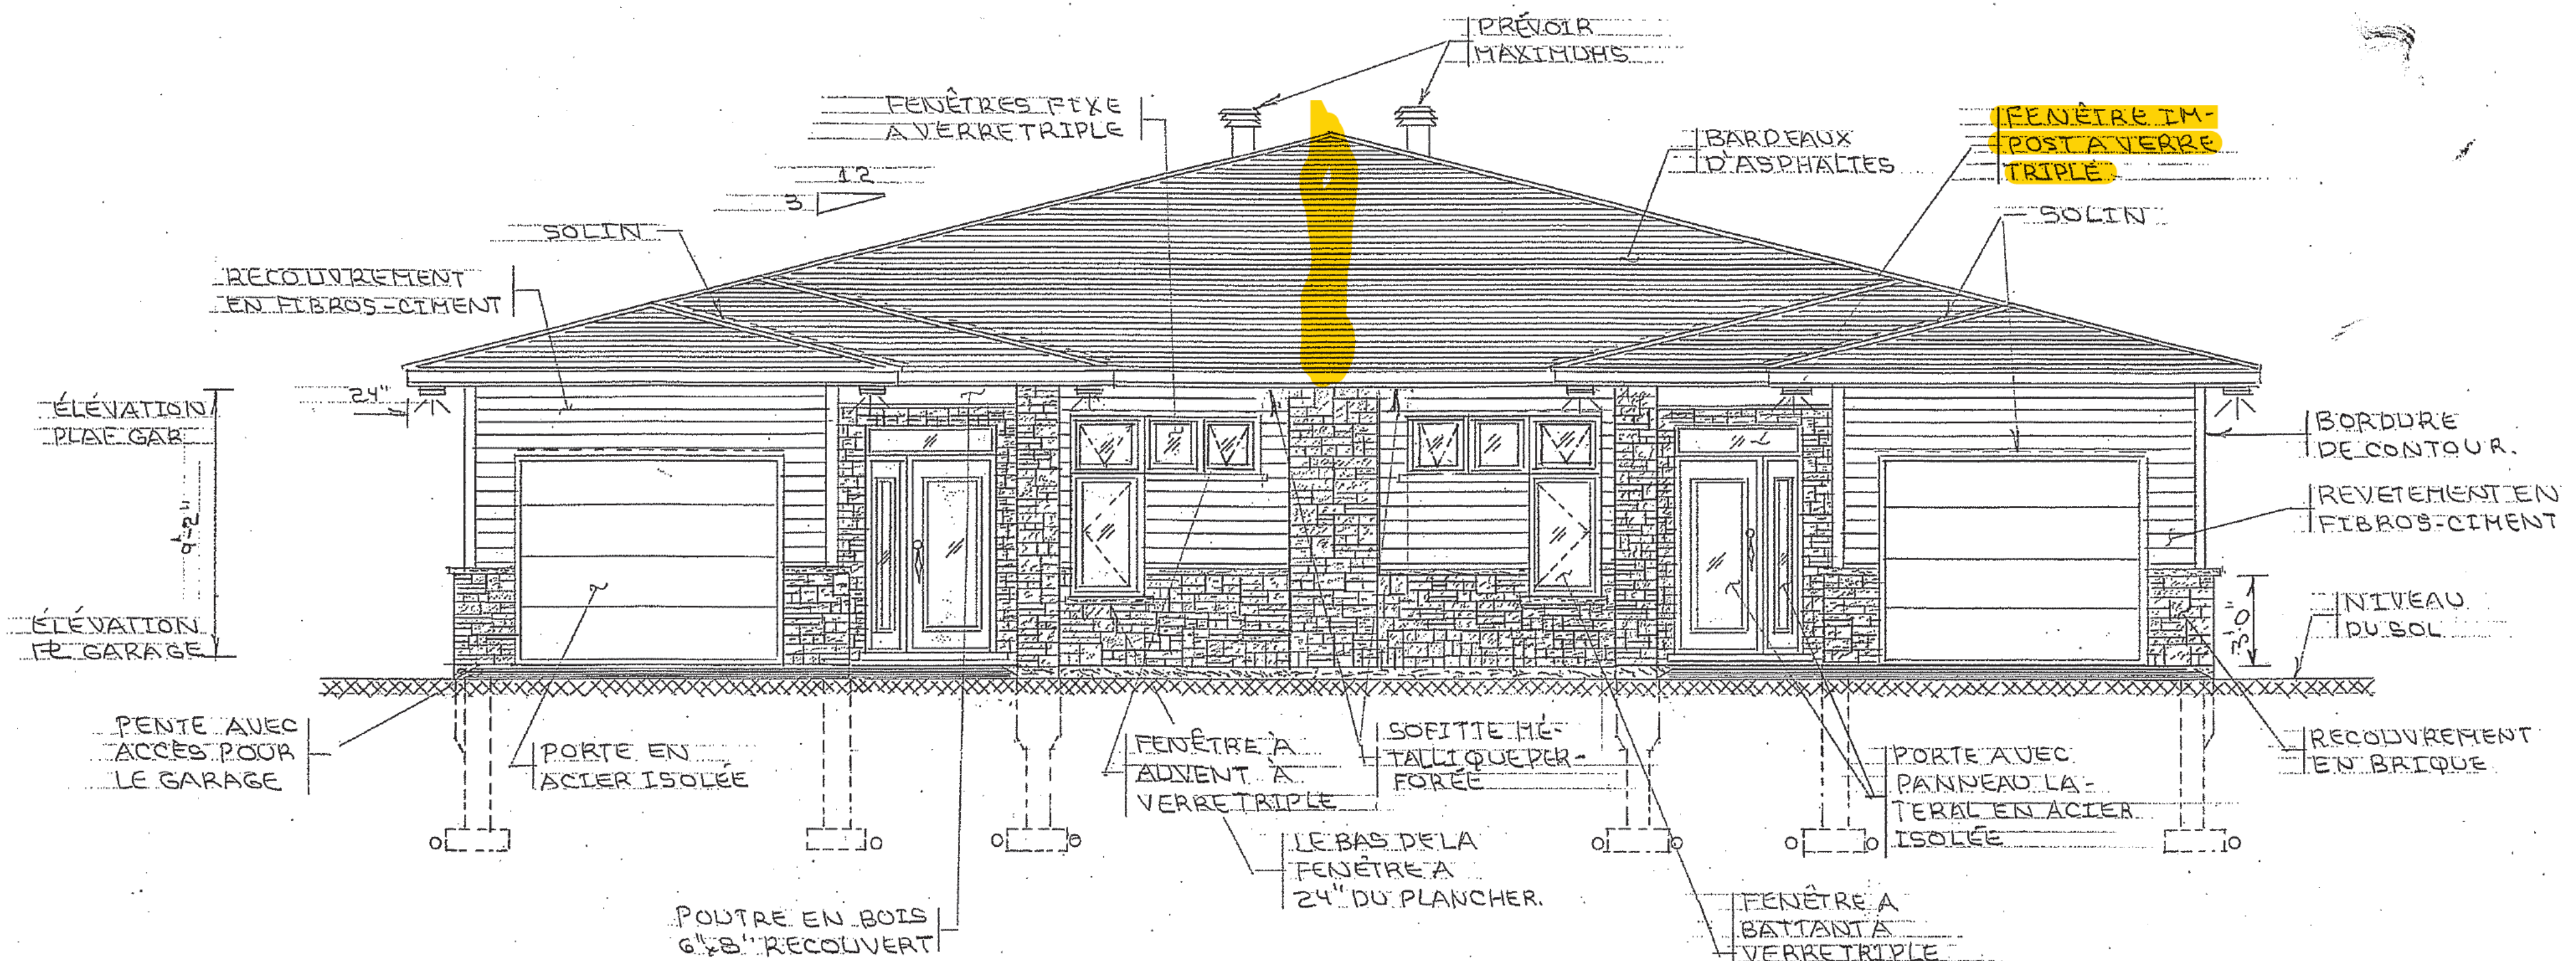 PRÉVOIR
MAXIMUMS
FENÊTRES FIXE
A VERRE TRIPLE
FENÊTRE IM-
POST A VERRE
TRIPLE
BARDEAUX
D'ASPHALTES
12
3
SOLIN
SOLIN
RECOUVREMENT
EN FIBROS-CIMENT
24"
ÉLÉVATION
PLAF GAR
9'-2"
ÉLÉVATION
PL GARAGE
BORDURE
DE CONTOUR.
REVETEMENT EN
FIBROS-CIMENT
3'-0"
NIVEAU
DU SOL
PENTE AVEC
ACCÈS POUR
LE GARAGE
PORTE EN
ACIER ISOLÉE
FENÊTRE À
AUVENT À
VERRE TRIPLE
SOFITTE MÉ-
TALLIQUE PER-
FORÉE
PORTE AVEC
PANNEAU LA-
TERAL EN ACIER
ISOLÉE
RECOUVREMENT
EN BRIQUE
LE BAS DE LA
FENÊTRE A
24" DU PLANCHER.
POUTRE EN BOIS
6"x8" RECOUVERT
FENÊTRE A
BATTANT A
VERRE TRIPLE